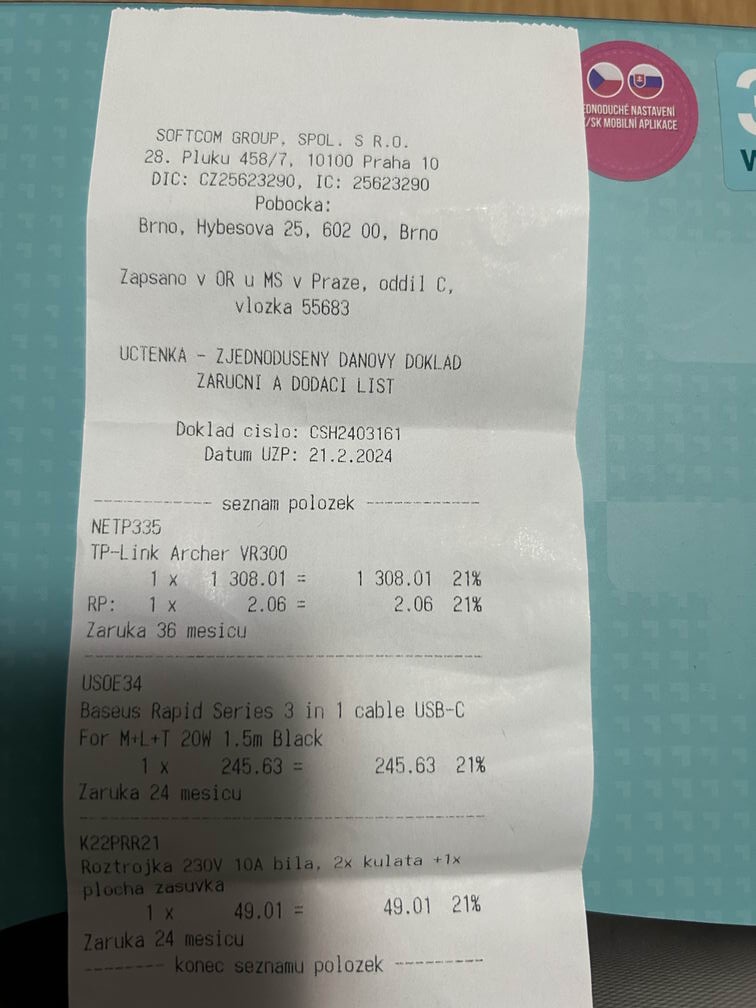 SOFTCOM GROUP, SPOL. S R.O.
28. Pluku 458/7, 10100 Praha 10
DIC: CZ25623290, IC: 25623290
Pobocka:
Brno, Hybesova 25, 602 00, Brno
Zapsano v OR u MS v Praze, oddil C,
vlozka 55683
UCTENKA - ZJEDNODUSENY DANOVY DOKLAD
ZARUCNI A DODACI LIST
Doklad cislo: CSH2403161
Datum UZP: 21.2.2024
------------ seznam polozek ------------
NETP335
TP-Link Archer VR300
1 x 1 308.01 = 1 308.01 21%
RP: 1 x 2.06 = 2.06 21%
Zaruka 36 mesicu
USOE34
Baseus Rapid Series 3 in 1 cable USB-C
For M+L+T 20W 1.5m Black
1 x 245.63 = 245.63 21%
Zaruka 24 mesicu
K22PRR21
Roztrojka 230V 10A bila, 2x kulata +1x
plocha zasuvka
1 x 49.01 = 49.01 21%
Zaruka 24 mesicu
-------- konec seznamu polozek ---------
NASTAVENÍ
/SK MOBILNÍ APLIKACE